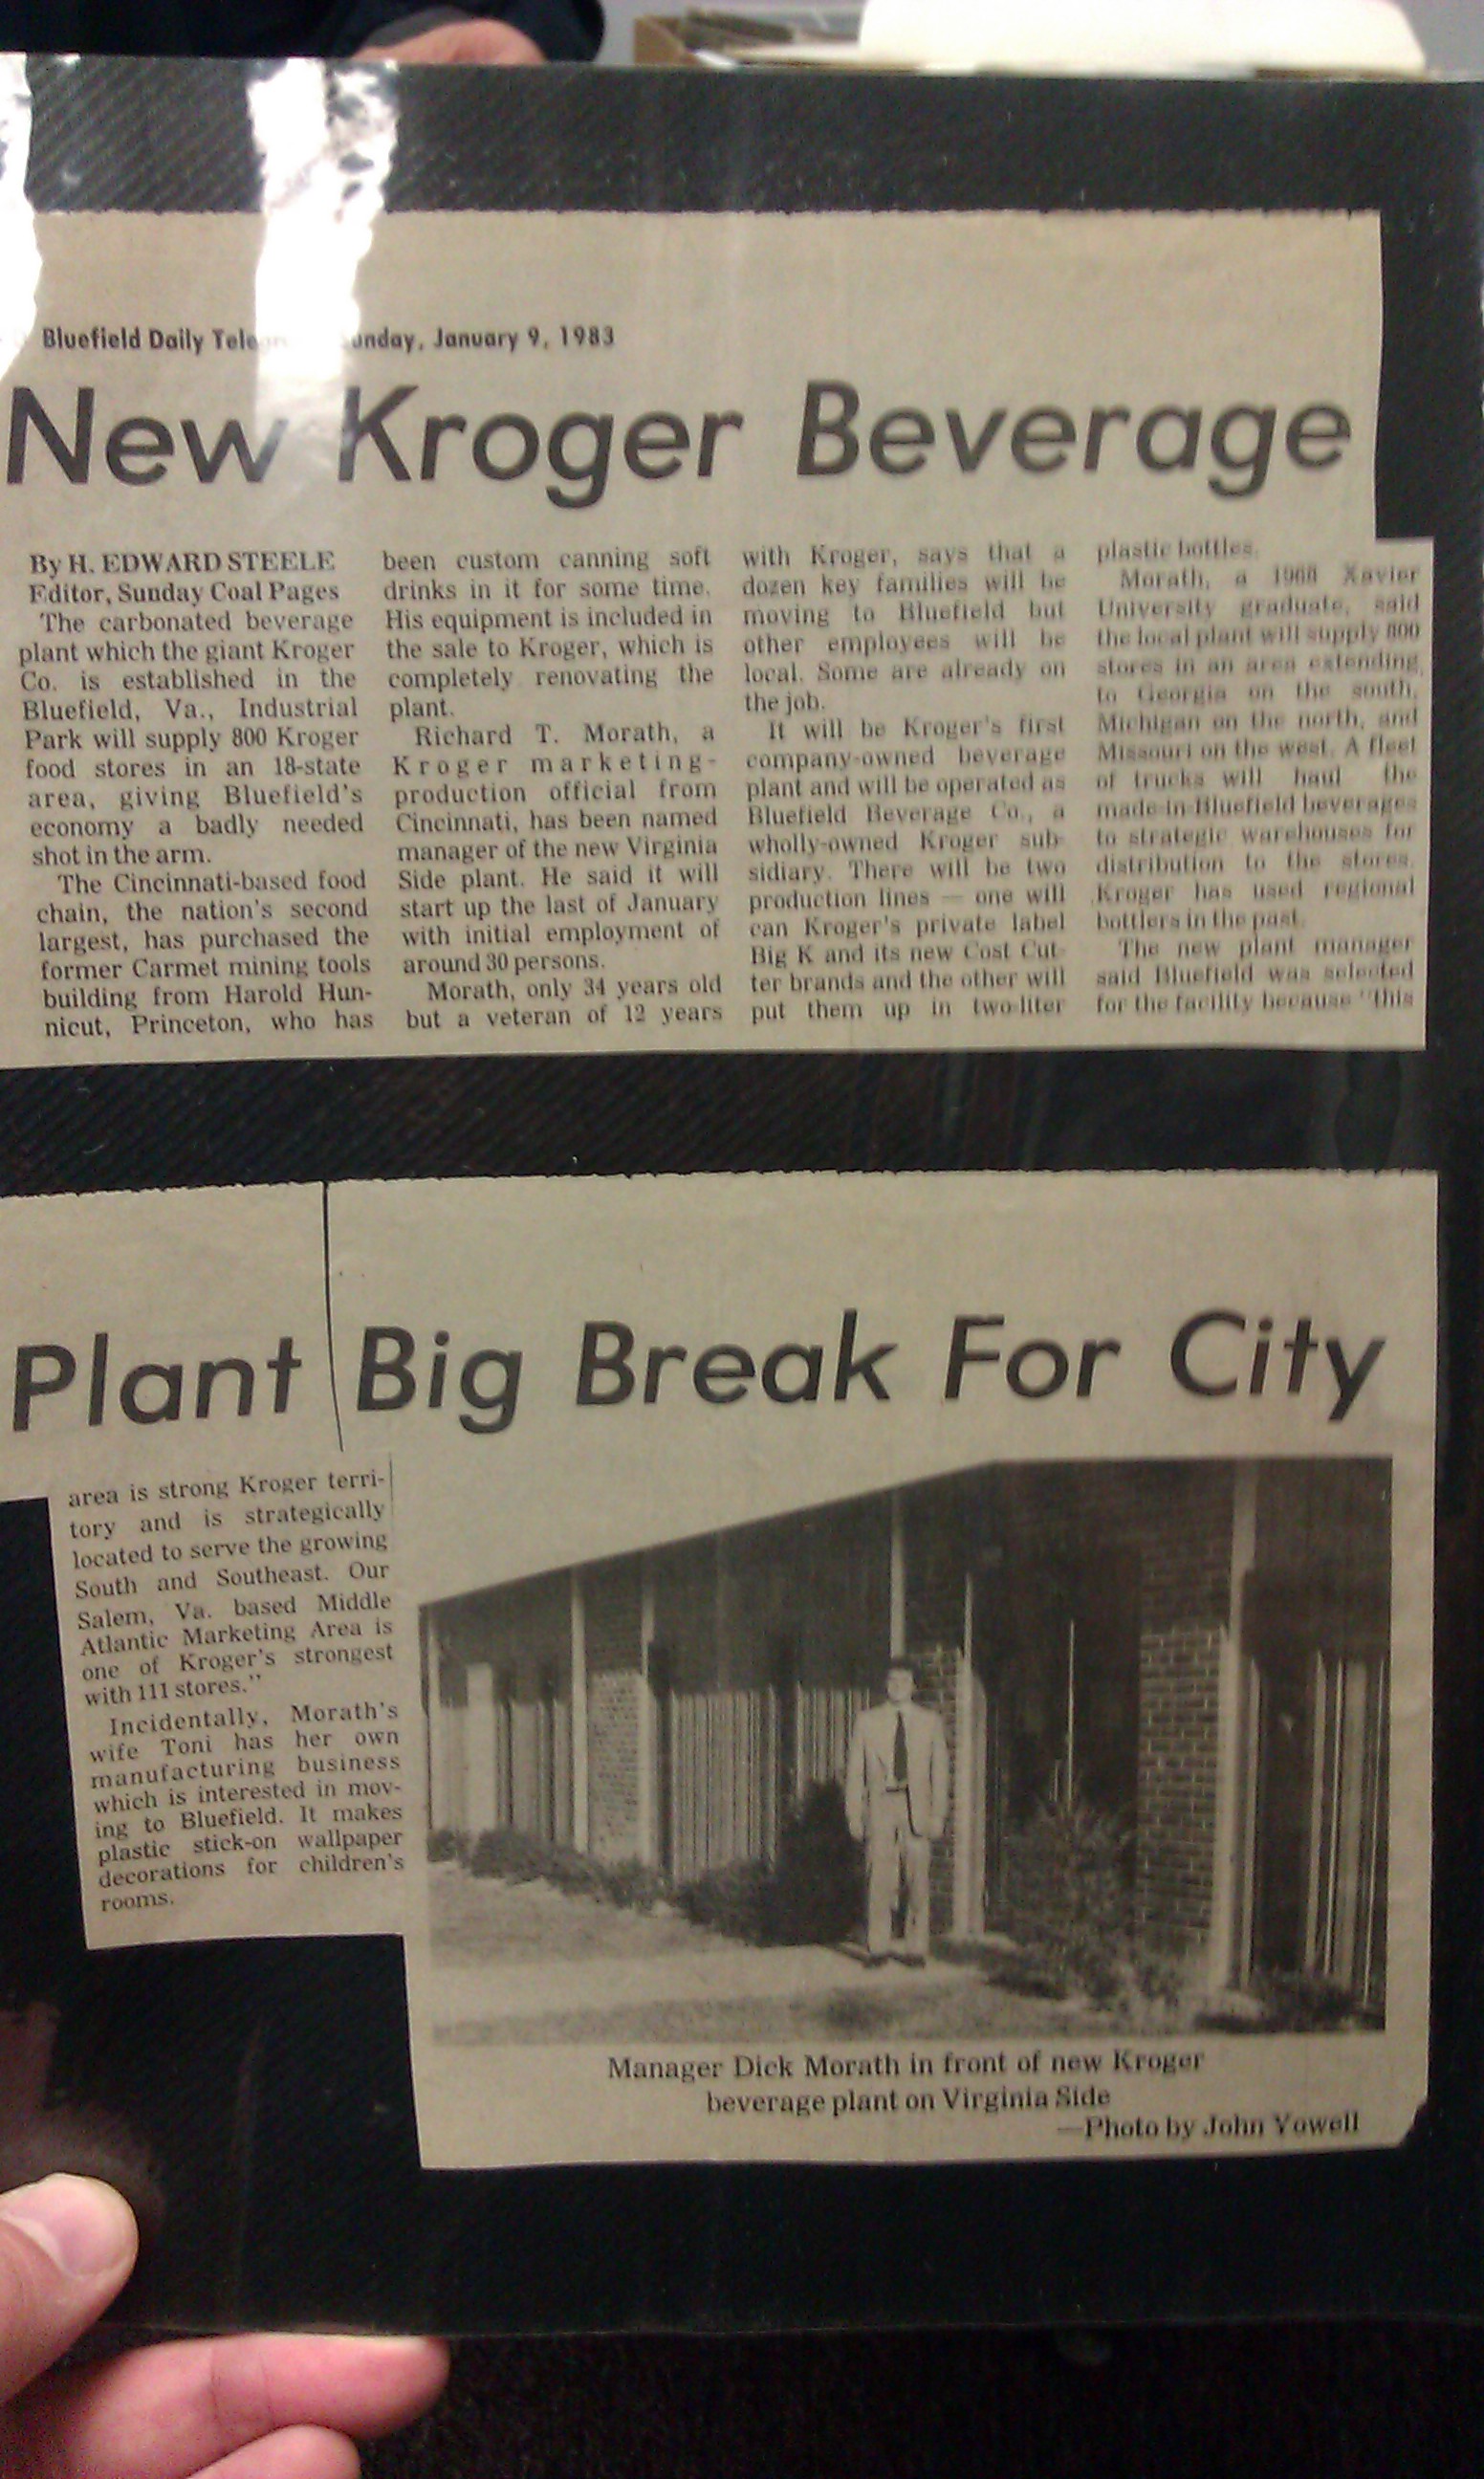 Bluefield Daily Tele unday, January 9, 1983
New Kroger Beverage
By H. EDWARD STEELE
Editor, Sunday Coal Pages
The carbonated beverage
plant which the giant Kroger
Co. is established in the
Bluefield, Va., Industrial
Park will supply 800 Kroger
food stores in an 18-state
area, giving Bluefield's
economy a badly needed
shot in the arm.
The Cincinnati-based food
chain, the nation's second
largest, has purchased the
former Carmet mining tools
building from Harold Hun-
nicut, Princeton, who has
been custom canning soft
drinks in it for some time.
His equipment is included in
the sale to Kroger, which is
completely renovating the
plant.
Richard T. Morath, a
Kroger marketing-
production official from
Cincinnati, has been named
manager of the new Virginia
Side plant. He said it will
start up the last of January
with initial employment of
around 30 persons.
Morath, only 34 years old
but a veteran of 12 years
with Kroger, says that a
dozen key families will be
moving to Bluefield but
other employees will be
local. Some are already on
the job.
It will be Kroger's first
company-owned beverage
plant and will be operated as
Bluefield Beverage Co., a
wholly-owned Kroger sub-
sidiary. There will be two
production lines — one will
can Kroger's private label
Big K and its new Cost Cut-
ter brands and the other will
put them up in two-liter
plastic bottles.
Morath, a Xavier
University graduate, said
the local plant will supply 800
stores in an area extending
to Georgia on the south,
Michigan on the north, and
Missouri on the west. A fleet
of trucks will haul the
made-in-Bluefield beverages
to strategic warehouses for
distribution to the stores.
Kroger has used regional
bottlers in the past.
The new plant manager
said Bluefield was selected
for the facility because "this
Plant Big Break For City
area is strong Kroger terri-
tory and is strategically
located to serve the growing
South and Southeast. Our
Salem, Va. based Middle
Atlantic Marketing Area is
one of Kroger's strongest
with 111 stores."
Incidentally, Morath's
wife Toni has her own
manufacturing business
which is interested in mov-
ing to Bluefield. It makes
plastic stick-on wallpaper
decorations for children's
rooms.
Manager Dick Morath in front of new Kroger
beverage plant on Virginia Side
—Photo by John Yowell